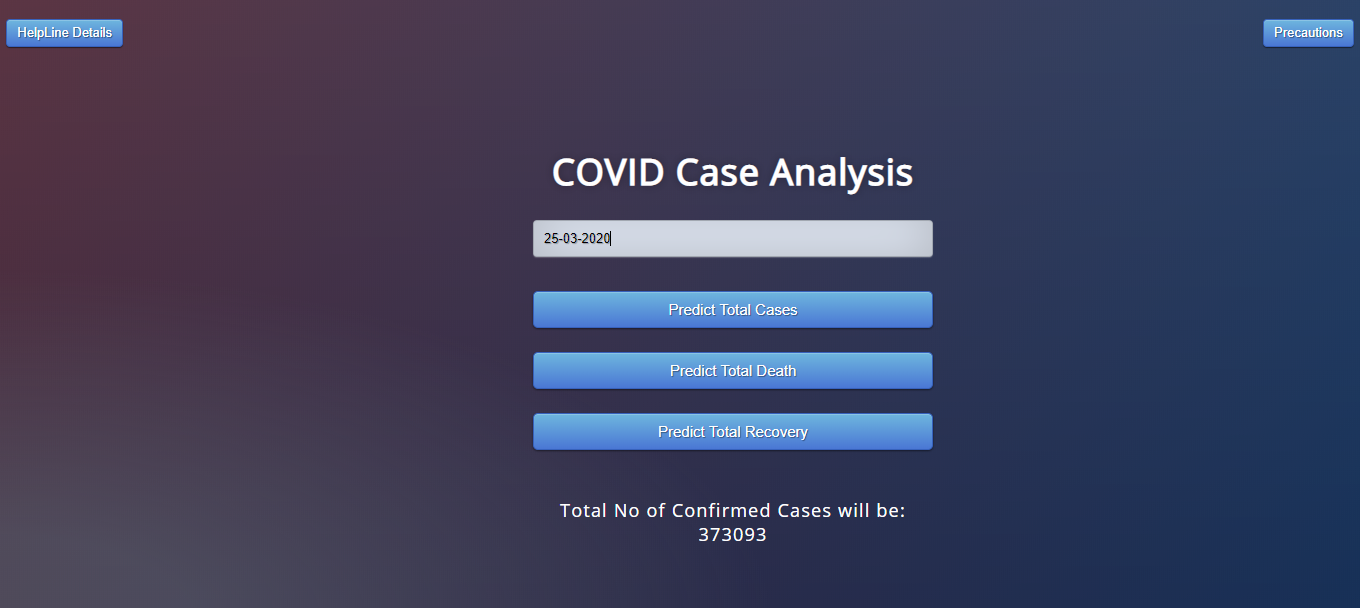 HelpLine Details
Precautions
COVID Case Analysis
25-03-2020
Predict Total Cases
Predict Total Death
Predict Total Recovery
Total No of Confirmed Cases will be:
373093